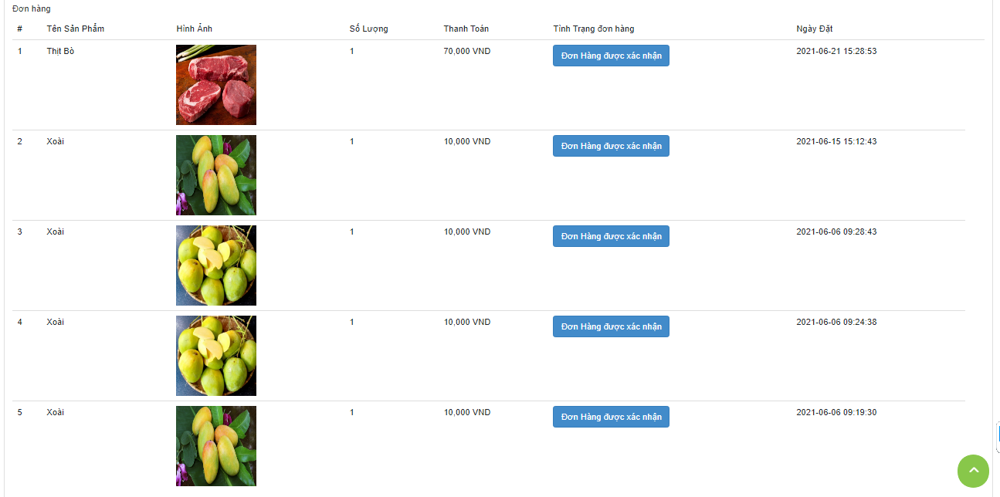 Đơn hàng
# Tên Sản Phẩm Hình Ảnh Số Lượng Thanh Toán Tình Trạng đơn hàng Ngày Đặt
1 Thịt Bò 1 70,000 VND Đơn Hàng được xác nhận 2021-06-21 15:28:53
2 Xoài 1 10,000 VND Đơn Hàng được xác nhận 2021-06-15 15:12:43
3 Xoài 1 10,000 VND Đơn Hàng được xác nhận 2021-06-06 09:28:43
4 Xoài 1 10,000 VND Đơn Hàng được xác nhận 2021-06-06 09:24:38
5 Xoài 1 10,000 VND Đơn Hàng được xác nhận 2021-06-06 09:19:30